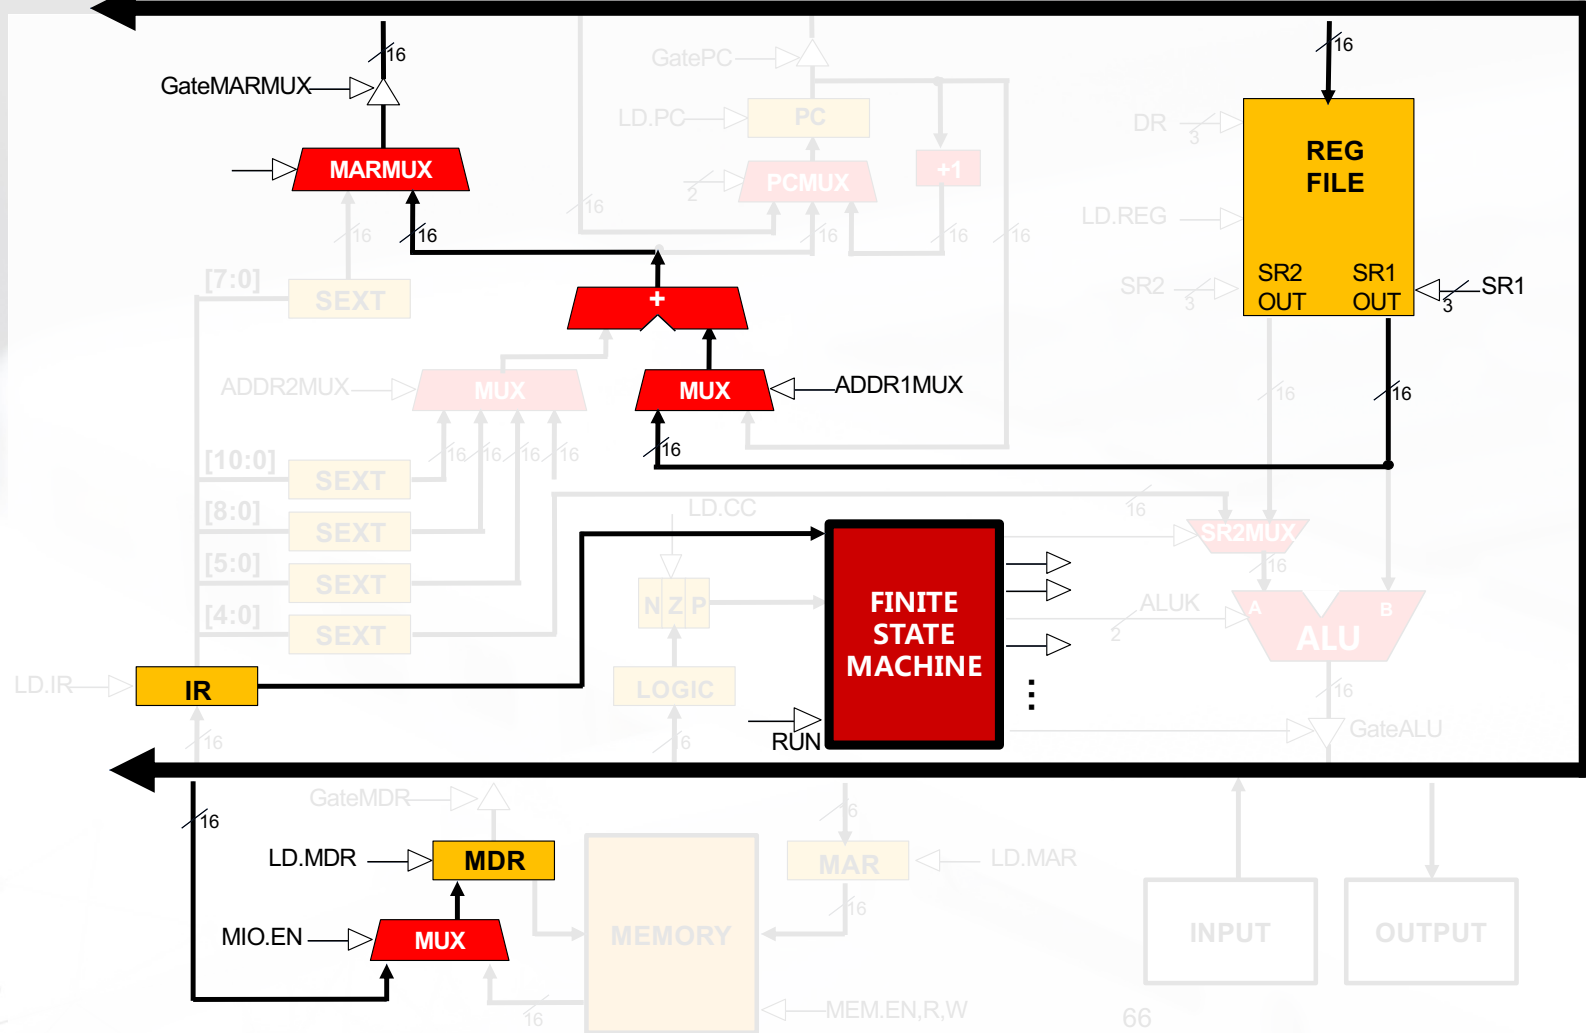 16
GateMARMUX
GatePC
16
LD.PC
PC
DR
3
REG
FILE
MARMUX
2
PCMUX
+1
16
16
16
16
16
LD.REG
[7:0]
SEXT
+
SR2
3
SR2
OUT
SR1
OUT
SR1
3
ADDR2MUX
MUX
MUX
ADDR1MUX
16
16
[10:0]
SEXT
16
16
16
16
16
[8:0]
SEXT
LD.CC
16
SR2MUX
[5:0]
SEXT
16
N Z P
FINITE
STATE
MACHINE
ALUK
2
A
B
ALU
[4:0]
SEXT
LD.IR
IR
LOGIC
⋮
16
16
6
RUN
GateALU
GateMDR
16
6
LD.MDR
MDR
MAR
LD.MAR
16
MIO.EN
MUX
MEMORY
INPUT
OUTPUT
16
MEM.EN,R,W
66